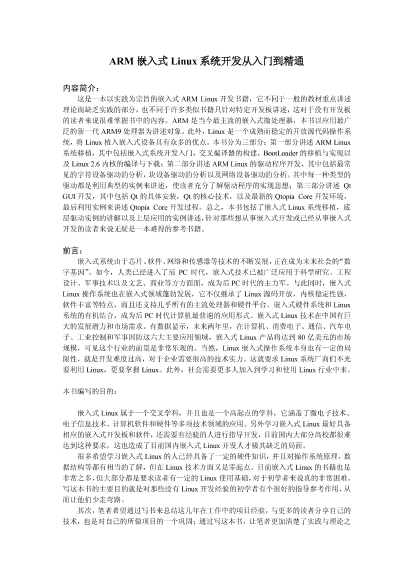 ARM 嵌入式 Linux 系统开发从入门到精通
内容简介：
这是一本以实践为宗旨的嵌入式 ARM Linux 开发书籍，它不同于一般的教材重点讲述
理论而缺乏实践的部分，也不同于许多类似书籍只针对特定开发板讲述，这对于没有开发板
的读者来说很难掌握书中的内容。ARM 是当今最主流的嵌入式微处理器，本书以应用最广
泛的新一代 ARM9 处理器为讲述对象。此外，Linux 是一个成熟而稳定的开放源代码操作系
统，将 Linux 植入嵌入式设备具有众多的优点。本书分为三部分：第一部分讲述 ARM Linux
系统移植，其中包括嵌入式系统开发入门，交叉编译器的构建，BootLoader 的移植与实现以
及 Linux 2.6 内核的编译与下载；第二部分讲述 ARM Linux 的驱动程序开发，其中包括最常
见的字符设备驱动的分析，块设备驱动的分析以及网络设备驱动的分析。其中每一种类型的
驱动都是利用典型的实例来讲述，使读者充分了解驱动程序的实现思想；第三部分讲述 Qt
GUI 开发，其中包括 Qt 的具体安装，Qt 的核心技术，以及最新的 Qtopia Core 开发环境，
最后利用实例来讲述 Qtopia Core 开发过程。总之，本书包括了嵌入式 Linux 系统移植，底
层驱动实例的讲解以及上层应用的实例讲述，针对那些想从事嵌入式开发或已经从事嵌入式
开发的读者来说无疑是一本难得的参考书籍。
前言：
嵌入式系统由于芯片、软件、网络和传感器等技术的不断发展，正在成为未来社会的“数
字基因”。如今，人类已经进入了后 PC 时代，嵌入式技术已被广泛应用于科学研究、工程
设计、军事技术以及文艺、商业等方方面面，成为后 PC 时代的主力军。与此同时，嵌入式
Linux 操作系统也在嵌入式领域蓬勃发展，它不仅继承了 Linux 源码开放、内核稳定性强、
软件丰富等特点，而且还支持几乎所有的主流处理器和硬件平台。嵌入式硬件系统和 Linux
系统的有机结合，成为后 PC 时代计算机最普遍的应用形式。嵌入式 Linux 技术在中国有巨
大的发展潜力和市场需求。有数据显示，未来两年里，在计算机、消费电子、通信、汽车电
子、工业控制和军事国防这六大主要应用领域，嵌入式 Linux 产品将达到 80 亿美元的市场
规模，可见这个行业的前景是非常乐观的。当然，Linux 嵌入式操作系统本身也有一定的局
限性，就是开发难度过高，对于企业需要很高的技术实力。这就要求 Linux 系统厂商们不光
要利用 Linux，更要掌握 Linux。此外，社会需要更多人加入到学习和使用 Linux 行业中来。
本书编写的目的：
嵌入式 Linux 属于一个交叉学科，并且也是一个高起点的学科，它涵盖了微电子技术、
电子信息技术、计算机软件和硬件等多项技术领域的应用。另外学习嵌入式 Linux 最好具备
相应的嵌入式开发板和软件，还需要有经验的人进行指导开发，目前国内大部分高校都很难
达到这种要求，这也造成了目前国内嵌入式 Linux 开发人才极其缺乏的局面。
很多希望学习嵌入式 Linux 的人已经具备了一定的硬件知识，并且对操作系统原理，数
据结构等都有相当的了解，但在 Linux 技术方面又是零起点。目前嵌入式 Linux 的书籍也是
非常之多，但大部分都是要求读者有一定的 Linux 使用基础，对于初学者来说真的非常困难。
写这本书的主要目的就是对那些没有 Linux 开发经验的初学者有个很好的指导参考作用，从
而让他们少走弯路。
其次，笔者希望通过写书来总结这几年在工作中的项目经验，与更多的读者分享自己的
技术，也是对自己的所做项目的一个巩固；通过写这本书，让笔者更加清楚了实践与理论之